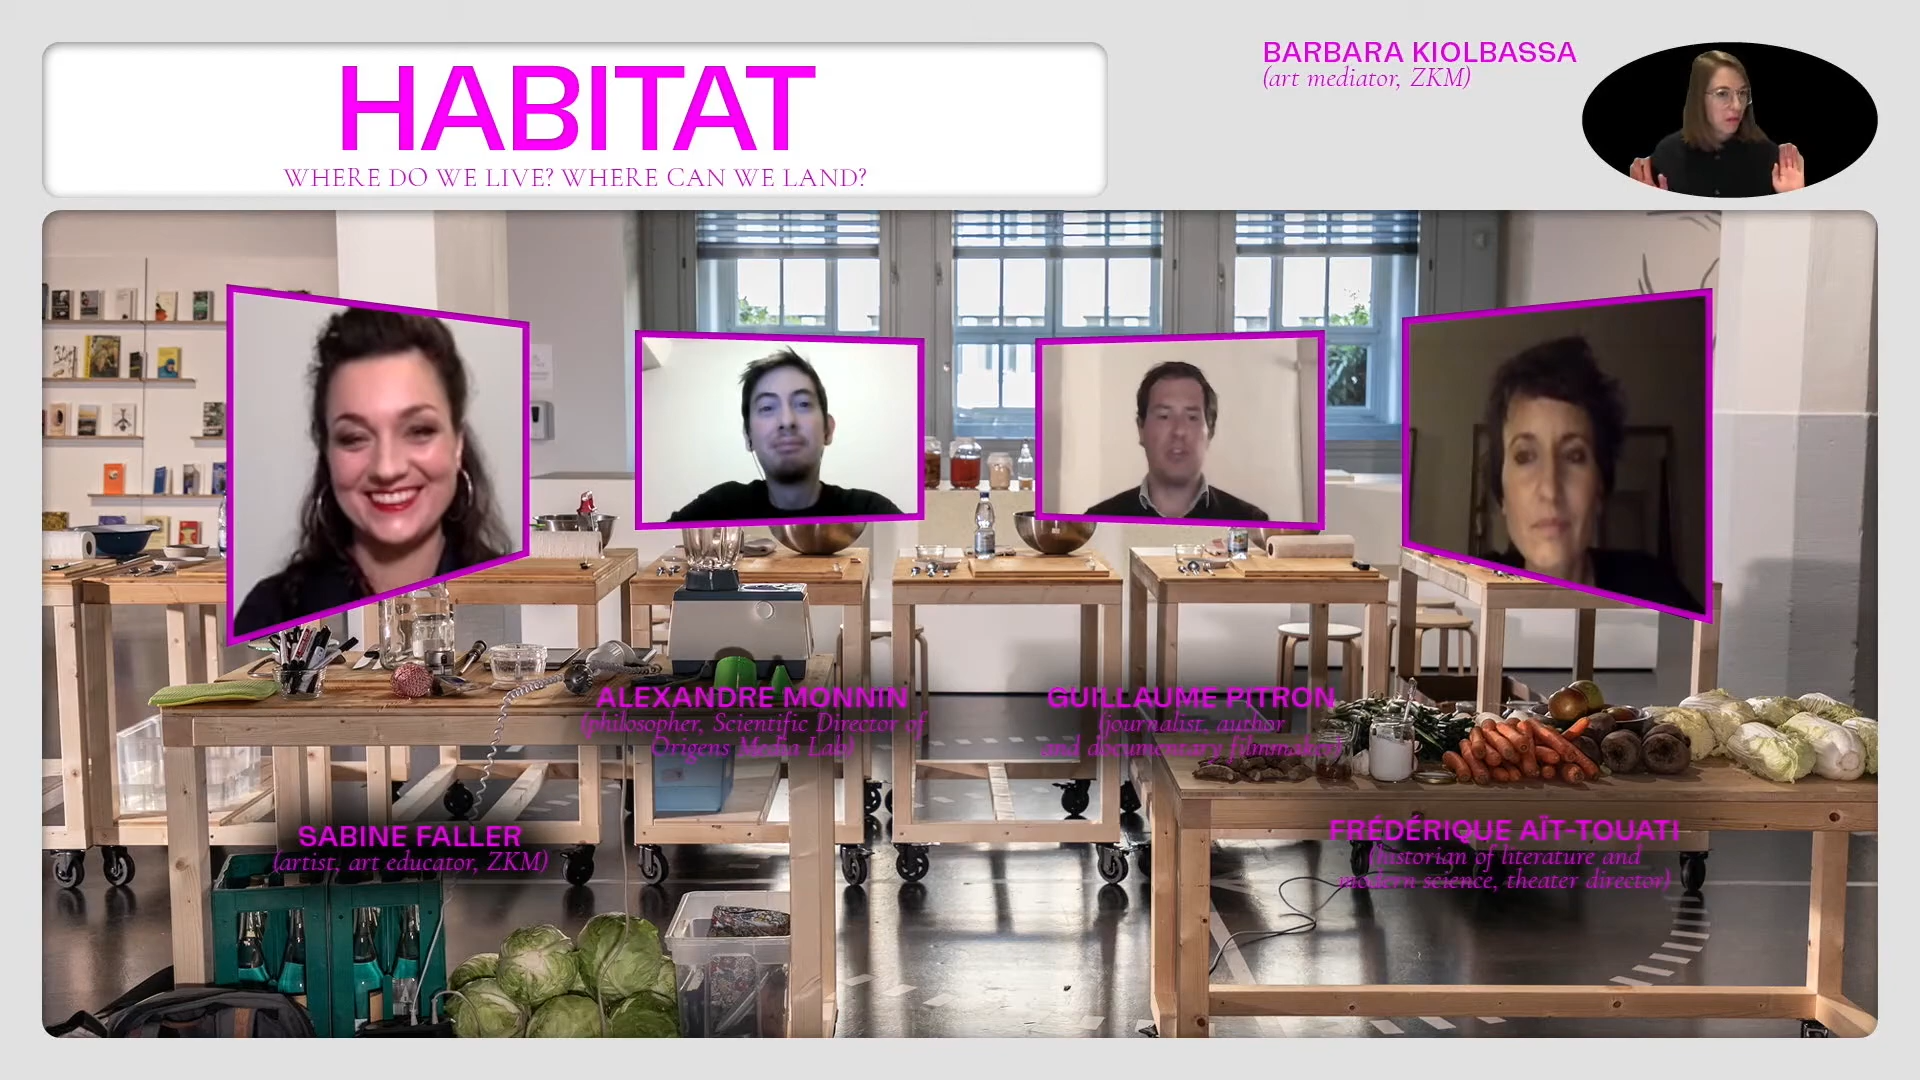 HABITAT
WHERE DO WE LIVE? WHERE CAN WE LAND?
BARBARA KIOLBASSA
(art mediator, ZKM)
ALEXANDRE MONNIN
(philosopher, Scientific Director of
Origens Media Lab)
GUILLAUME PITRON
(journalist, author
and documentary filmmaker)
SABINE FALLER
(artist, art educator, ZKM)
FRÉDÉRIQUE AÏT-TOUATI
(historian of literature and
modern science, theater director)